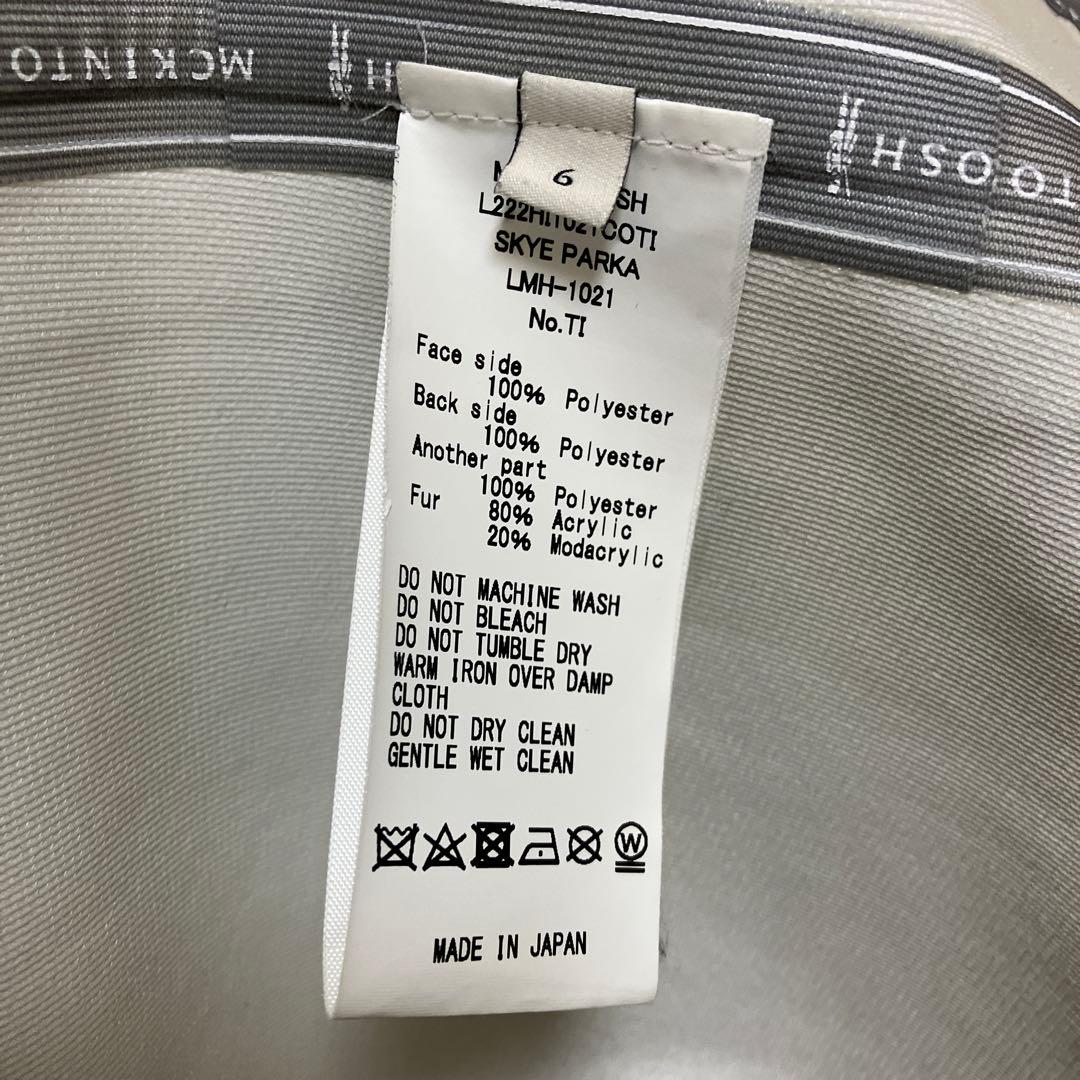 MCKINTO
H
TOOSH
6
SH
SKYE PARKA
LMH-1021
No.TI
Face side
100% Polyester
Back side
100% Polyester
Another part
100% Polyester
Fur 80% Acrylic
20% Modacrylic
DO NOT MACHINE WASH
DO NOT BLEACH
DO NOT TUMBLE DRY
WARM IRON OVER DAMP
CLOTH
DO NOT DRY CLEAN
GENTLE WET CLEAN
W
MADE IN JAPAN